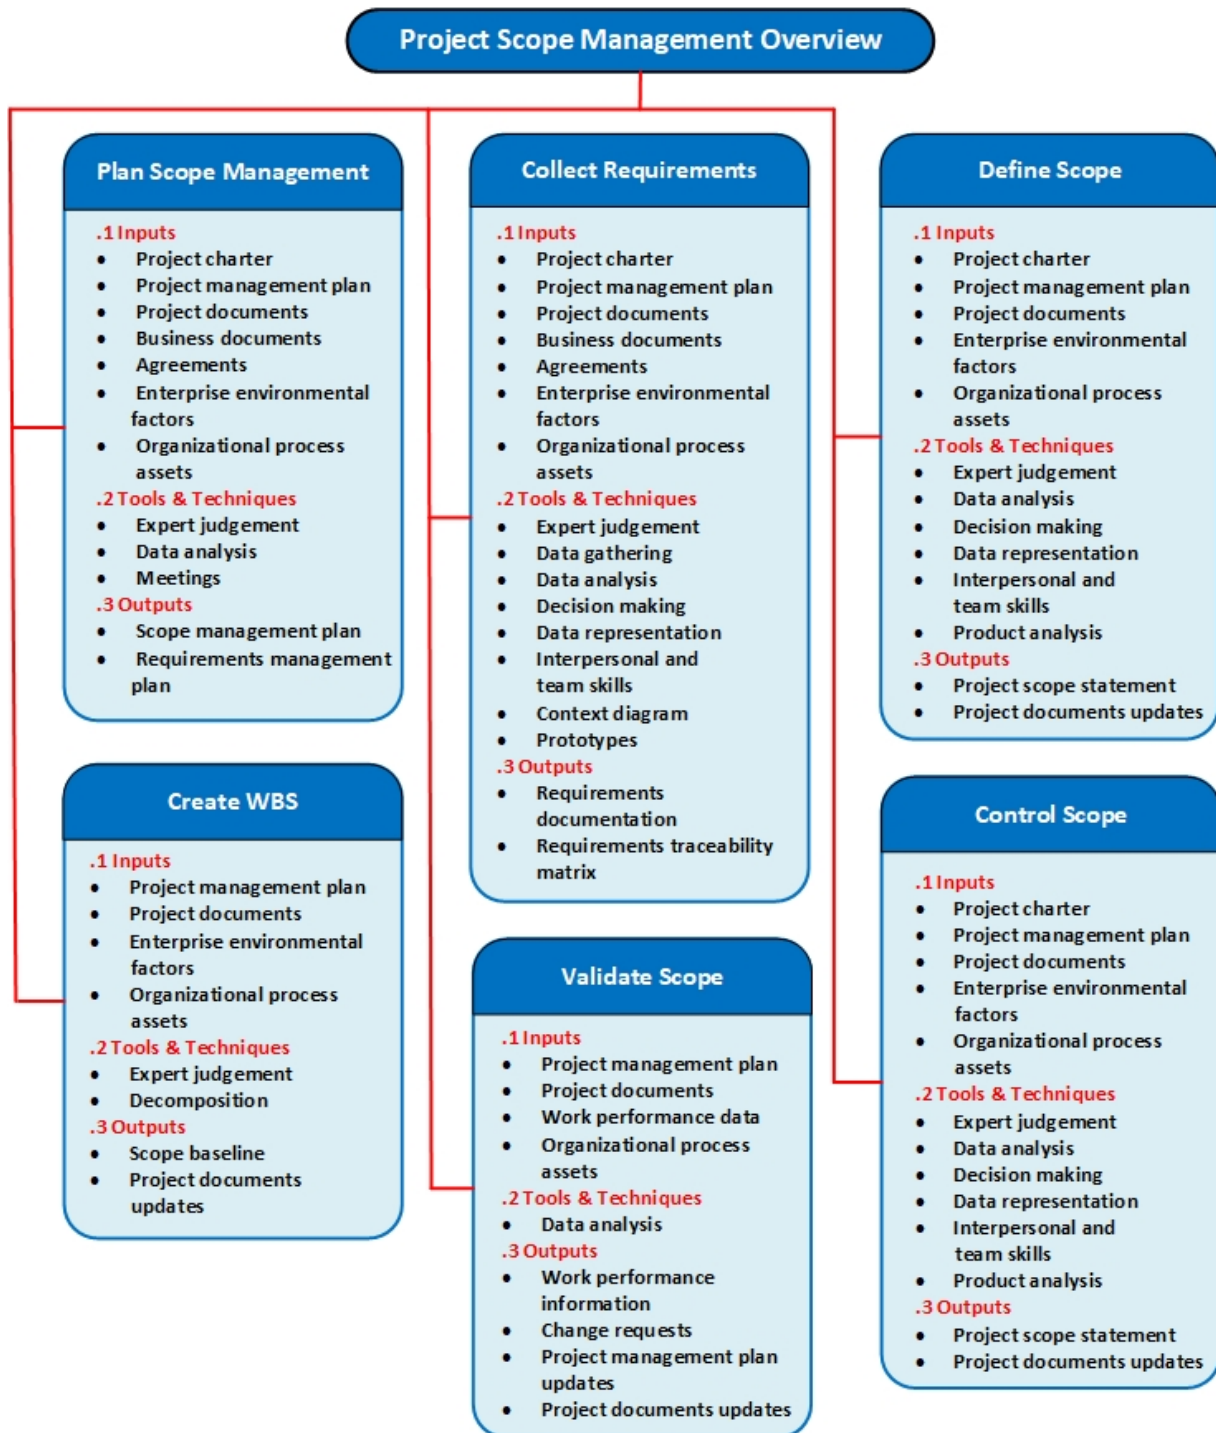 Project Scope Management Overview
Plan Scope Management
.1 Inputs
• Project charter
• Project management plan
• Project documents
• Business documents
• Agreements
• Enterprise environmental
factors
• Organizational process
assets
.2 Tools & Techniques
• Expert judgement
• Data analysis
• Meetings
.3 Outputs
• Scope management plan
• Requirements management
plan
Collect Requirements
.1 Inputs
• Project charter
• Project management plan
• Project documents
• Business documents
• Agreements
• Enterprise environmental
factors
• Organizational process
assets
.2 Tools & Techniques
• Expert judgement
• Data gathering
• Data analysis
• Decision making
• Data representation
• Interpersonal and
team skills
• Context diagram
• Prototypes
.3 Outputs
• Requirements
documentation
• Requirements traceability
matrix
Define Scope
.1 Inputs
• Project charter
• Project management plan
• Project documents
• Enterprise environmental
factors
• Organizational process
assets
.2 Tools & Techniques
• Expert judgement
• Data analysis
• Decision making
• Data representation
• Interpersonal and
team skills
• Product analysis
.3 Outputs
• Project scope statement
• Project documents updates
Create WBS
.1 Inputs
• Project management plan
• Project documents
• Enterprise environmental
factors
• Organizational process
assets
.2 Tools & Techniques
• Expert judgement
• Decomposition
.3 Outputs
• Scope baseline
• Project documents
updates
Validate Scope
.1 Inputs
• Project management plan
• Project documents
• Work performance data
• Organizational process
assets
.2 Tools & Techniques
• Data analysis
.3 Outputs
• Work performance
information
• Change requests
• Project management plan
updates
• Project documents updates
Control Scope
.1 Inputs
• Project charter
• Project management plan
• Project documents
• Enterprise environmental
factors
• Organizational process
assets
.2 Tools & Techniques
• Expert judgement
• Data analysis
• Decision making
• Data representation
• Interpersonal and
team skills
• Product analysis
.3 Outputs
• Project scope statement
• Project documents updates